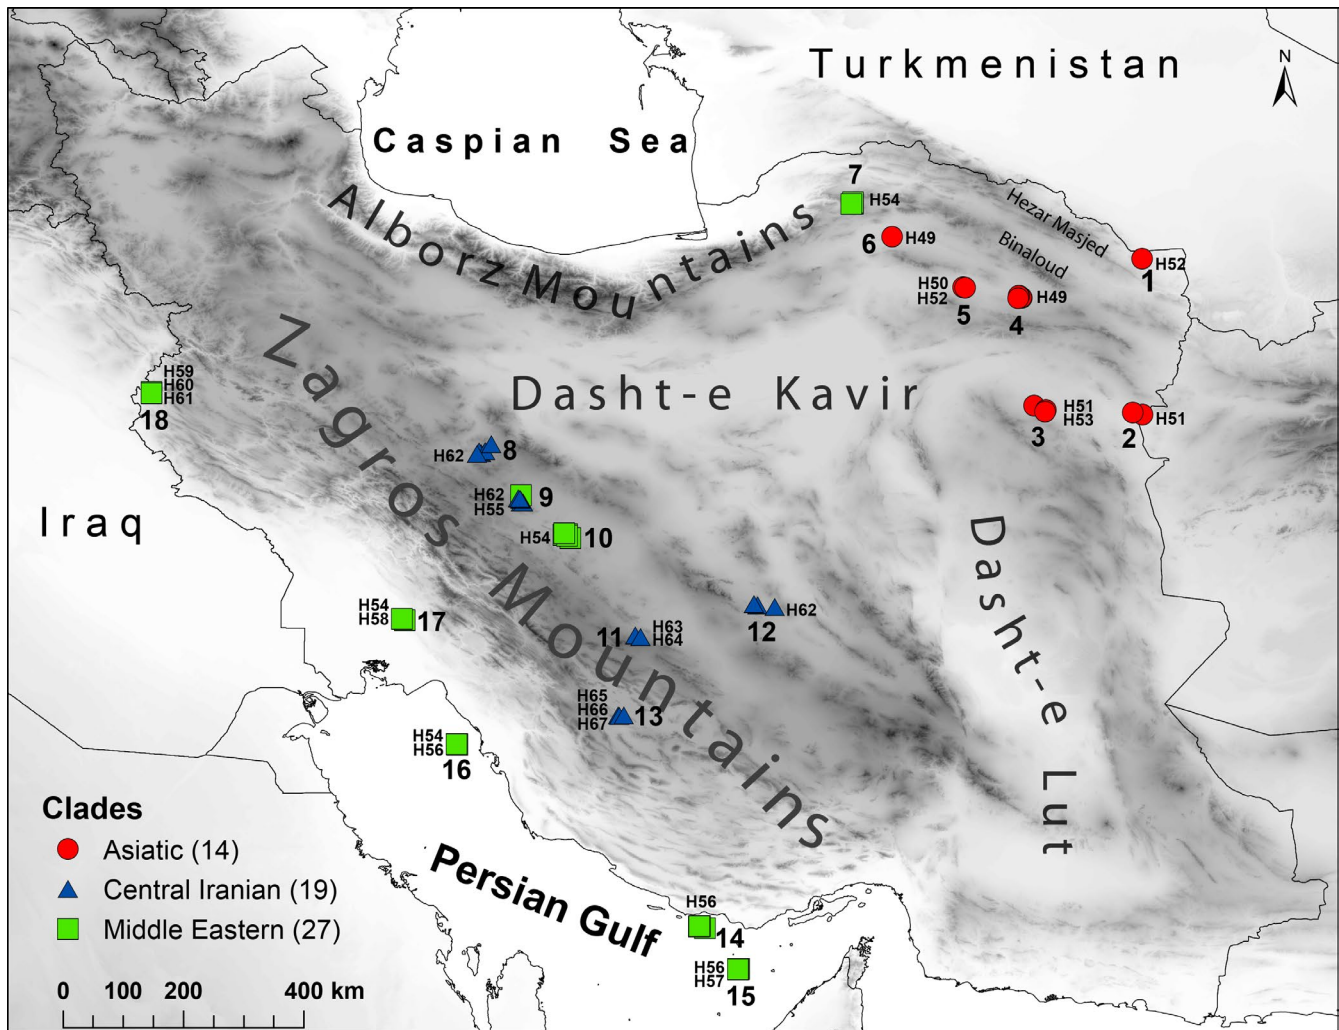 Turkmenistan
N
Caspian Sea
7
H54
Hezar Masjed
Alborz Mountains
6
H49
Binaloud
H52
1
H50
H52
5
H49
4
Zagros Mountains
H59
H60
H61
18
Dasht-e Kavir
H51
H53
3
H51
2
H62
8
H62
H55
9
Iraq
H54
10
Dasht-e Lut
H54
H58
17
H62
12
11
H63
H64
H65
H66
H67
13
H54
H56
16
Clades
Asiatic (14)
Central Iranian (19)
Middle Eastern (27)
Persian Gulf
H56
14
H56
H57
15
0 100 200 400 km